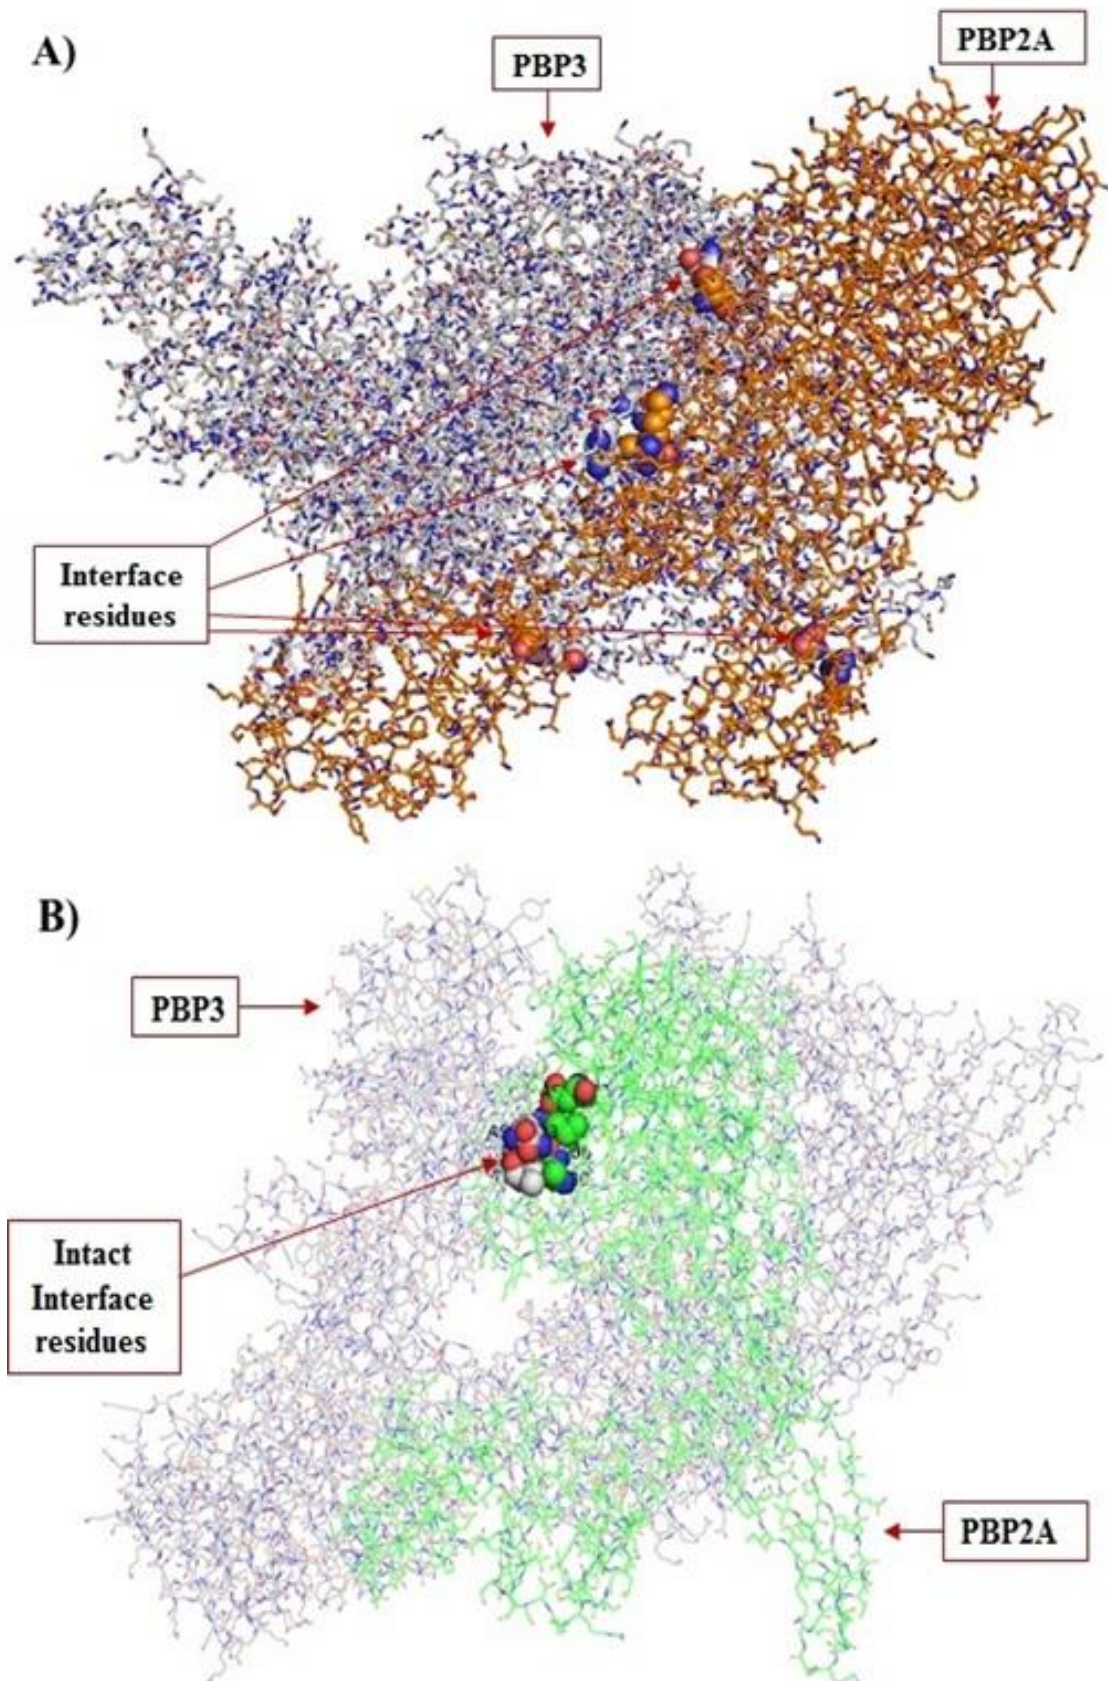 A)
PBP3
PBP2A
Interface
residues
B)
PBP3
Intact
Interface
residues
PBP2A